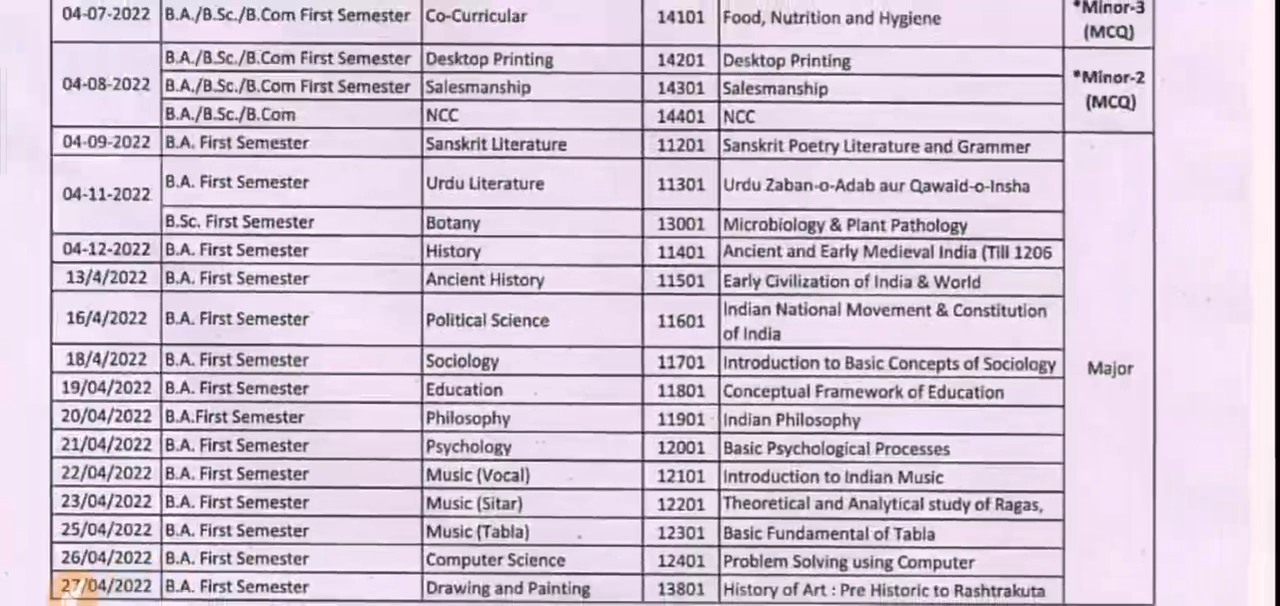 04-07-2022 B.A./B.Sc./B.Com First Semester Co-Curricular 14101 Food, Nutrition and Hygiene *Minor-3 (MCQ)
04-08-2022 B.A./B.Sc./B.Com First Semester Desktop Printing 14201 Desktop Printing *Minor-2 (MCQ)
B.A./B.Sc./B.Com First Semester Salesmanship 14301 Salesmanship
B.A./B.Sc./B.Com NCC 14401 NCC
04-09-2022 B.A. First Semester Sanskrit Literature 11201 Sanskrit Poetry Literature and Grammer Major
04-11-2022 B.A. First Semester Urdu Literature 11301 Urdu Zaban-o-Adab aur Qawaid-o-Insha
B.Sc. First Semester Botany 13001 Microbiology & Plant Pathology
04-12-2022 B.A. First Semester History 11401 Ancient and Early Medieval India (Till 1206
13/4/2022 B.A. First Semester Ancient History 11501 Early Civilization of India & World
16/4/2022 B.A. First Semester Political Science 11601 Indian National Movement & Constitution
of India
18/4/2022 B.A. First Semester Sociology 11701 Introduction to Basic Concepts of Sociology
19/04/2022 B.A. First Semester Education 11801 Conceptual Framework of Education
20/04/2022 B.A.First Semester Philosophy 11901 Indian Philosophy
21/04/2022 B.A. First Semester Psychology 12001 Basic Psychological Processes
22/04/2022 B.A. First Semester Music (Vocal) 12101 Introduction to Indian Music
23/04/2022 B.A. First Semester Music (Sitar) 12201 Theoretical and Analytical study of Ragas,
25/04/2022 B.A. First Semester Music (Tabla) 12301 Basic Fundamental of Tabla
26/04/2022 B.A. First Semester Computer Science 12401 Problem Solving using Computer
27/04/2022 B.A. First Semester Drawing and Painting 13801 History of Art : Pre Historic to Rashtrakuta